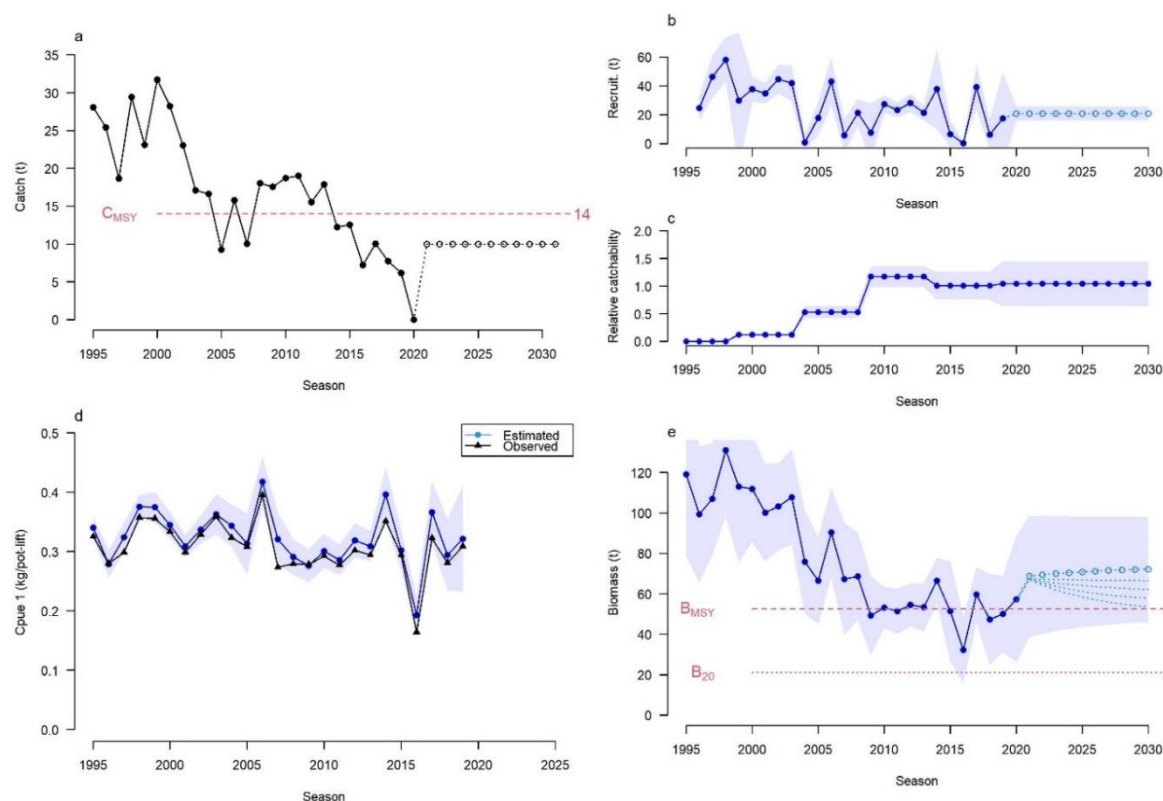 a
Catch (t)
35
30
25
20
15
10
5
0
C_MSY
14
1995 2000 2005 2010 2015 2020 2025 2030
Season
b
Recruit. (t)
60
40
20
0
1995 2000 2005 2010 2015 2020 2025 2030
Season
c
Relative catchability
2.0
1.5
1.0
0.5
0.0
1995 2000 2005 2010 2015 2020 2025 2030
Season
d
Cpue 1 (kg/pot-lift)
0.5
0.4
0.3
0.2
0.1
0.0
Estimated
Observed
1995 2000 2005 2010 2015 2020 2025
Season
e
Biomass (t)
120
100
80
60
40
20
0
B_MSY
B_20
1995 2000 2005 2010 2015 2020 2025 2030
Season